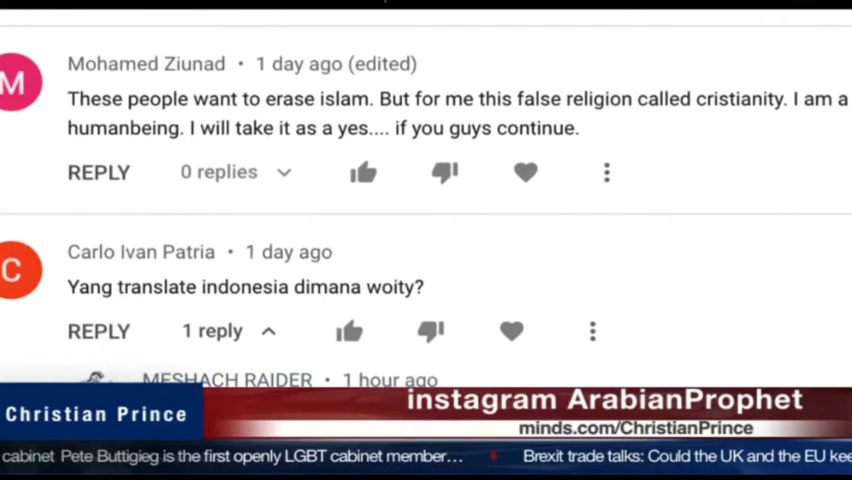 M
Mohamed Ziunad • 1 day ago (edited)
These people want to erase islam. But for me this false religion called cristianity. I am a
humanbeing. I will take it as a yes.... if you guys continue.
REPLY 0 replies
C
Carlo Ivan Patria • 1 day ago
Yang translate indonesia dimana woity?
REPLY 1 reply
MESHACH RAIDER • 1 hour ago
Christian Prince
instagram ArabianProphet
minds.com/ChristianPrince
cabinet Pete Buttigieg is the first openly LGBT cabinet member... Brexit trade talks: Could the UK and the EU kee